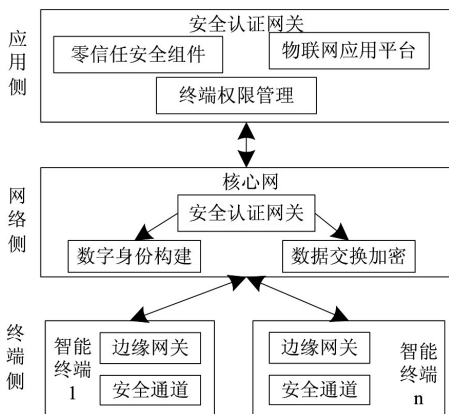 应用侧
安全认证网关
零信任安全组件
物联网应用平台
终端权限管理
网络侧
核心网
安全认证网关
数字身份构建
数据交换加密
终端侧
智能终端1
边缘网关
安全通道
边缘网关
安全通道
智能终端n